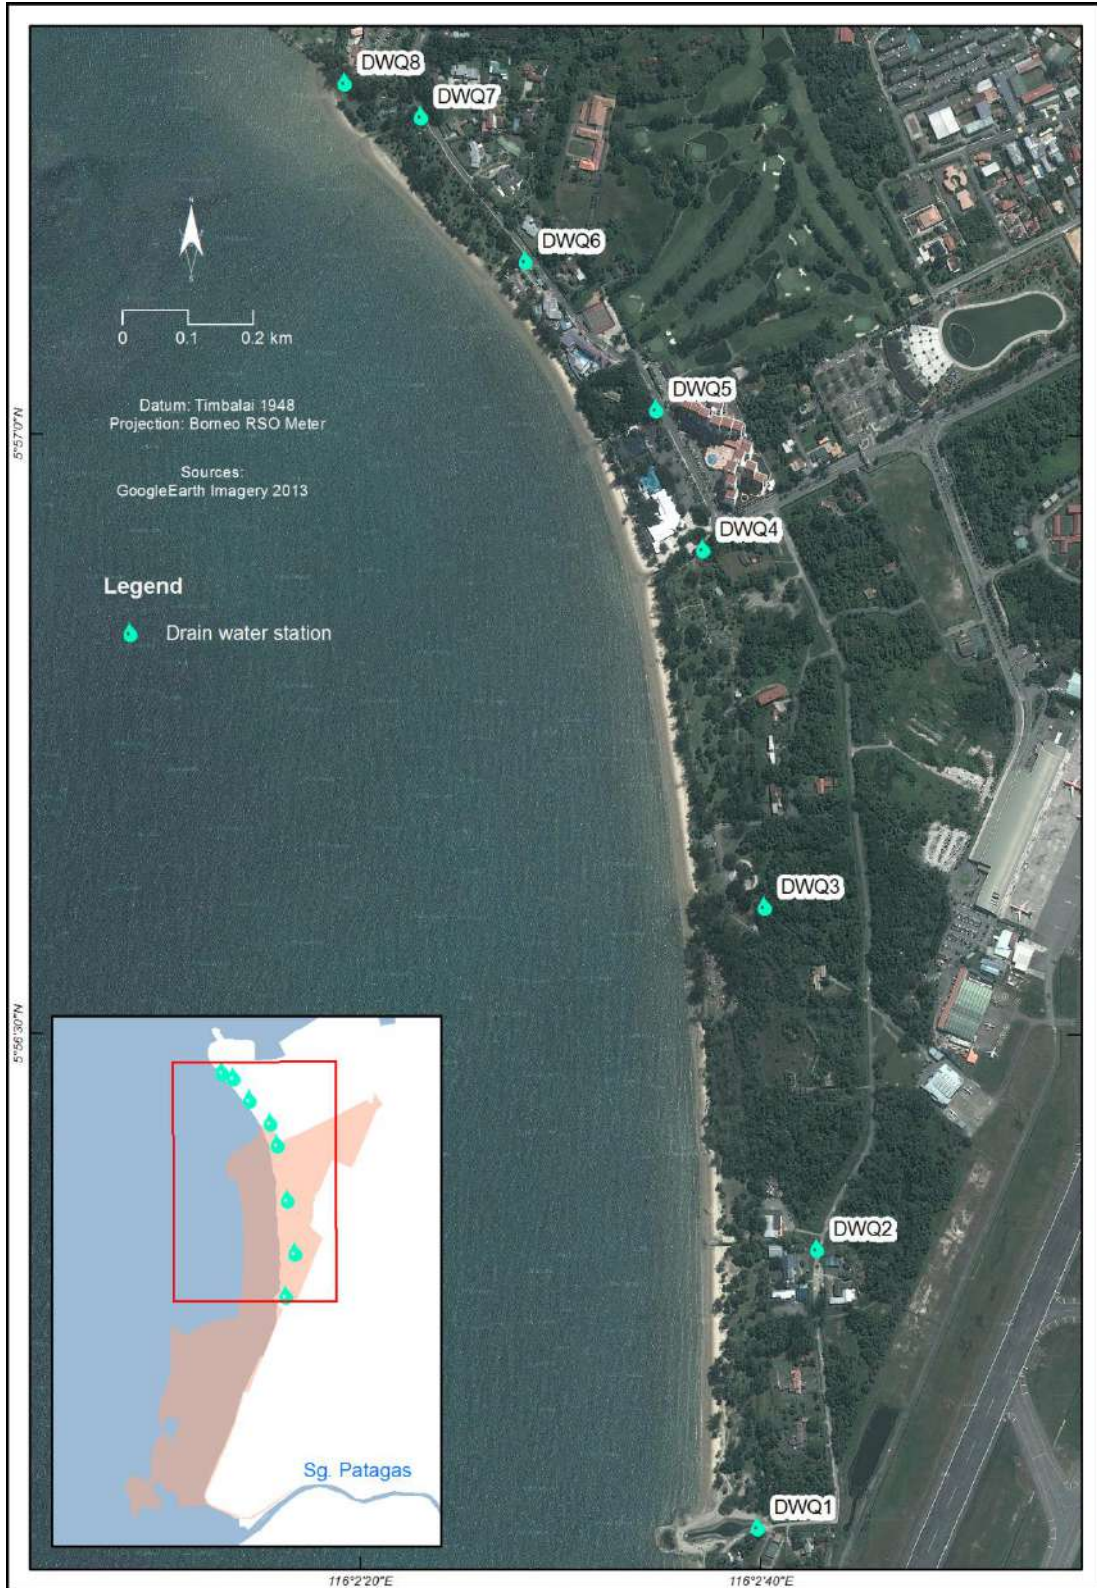 DWQ8
DWQ7
N
S
DWQ6
0 0.1 0.2 km
Datum: Timbalai 1948
Projection: Borneo RSO Meter
DWQ5
5°57'0"N
Sources:
GoogleEarth Imagery 2013
DWQ4
Legend
Drain water station
DWQ3
5°56'30"N
DWQ2
Sg. Patagas
DWQ1
116°2'20"E 116°2'40"E